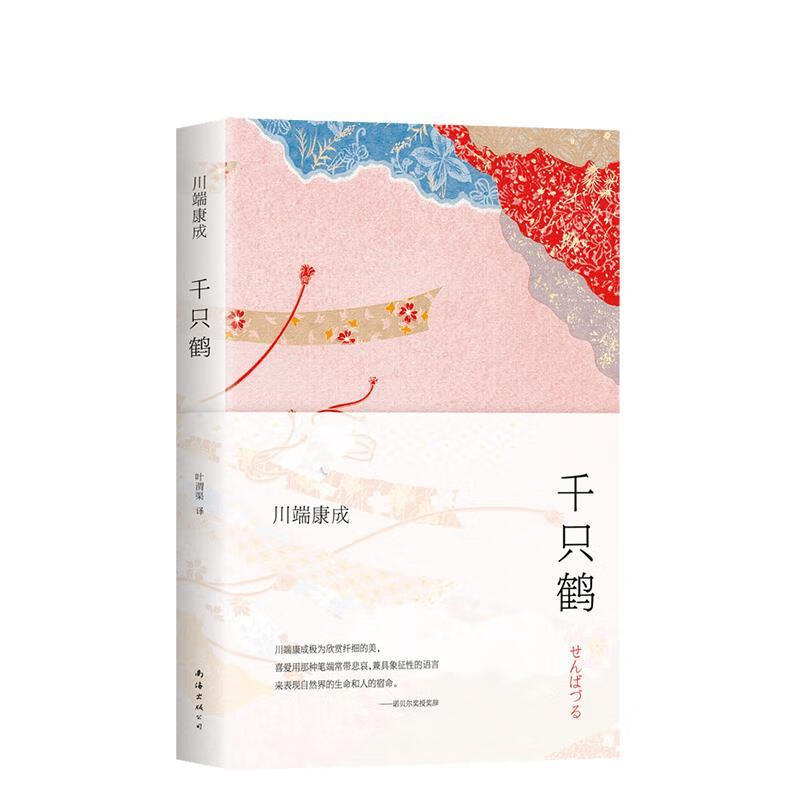 川端康成
千只鹤
叶渭渠 译
南海出版公司
川端康成
千只鹤
せんばづる
川端康成极为欣赏纤细的美，
喜爱用那种笔端常带悲哀，兼具象征性的语言
来表现自然界的生命和人的宿命。
——诺贝尔奖授奖辞